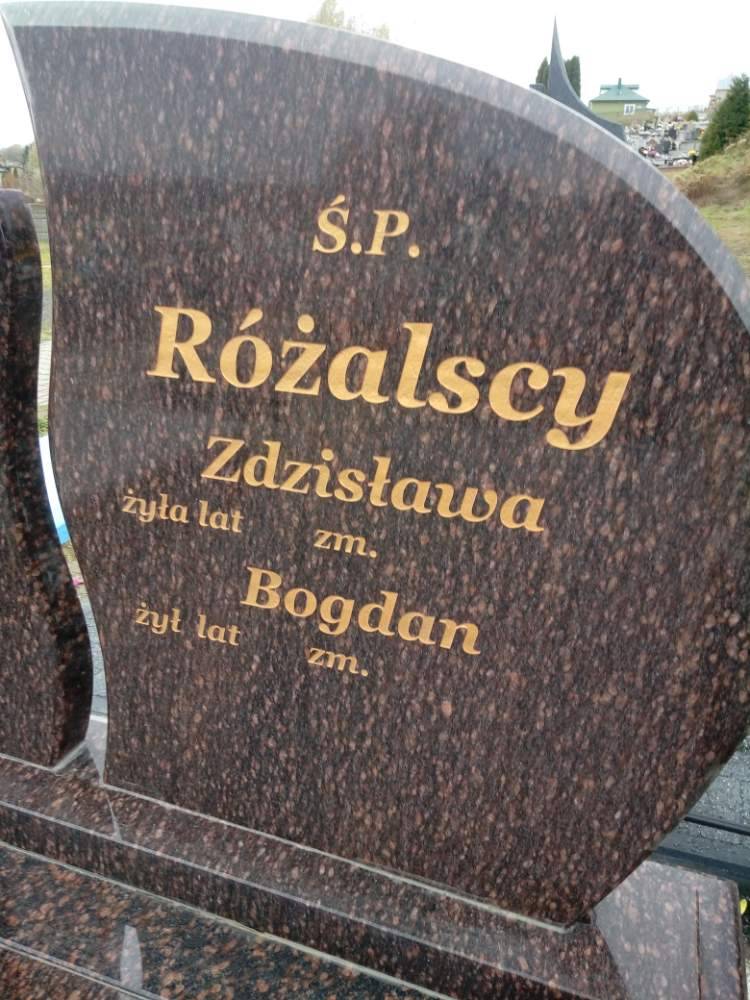 Ś.P.
Różalscy
Zdzisława
żyła lat zm.
Bogdan
żył lat zm.